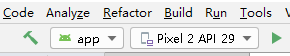 Code Analyze Refactor Build Run Tools
app Pixel 2 API 29